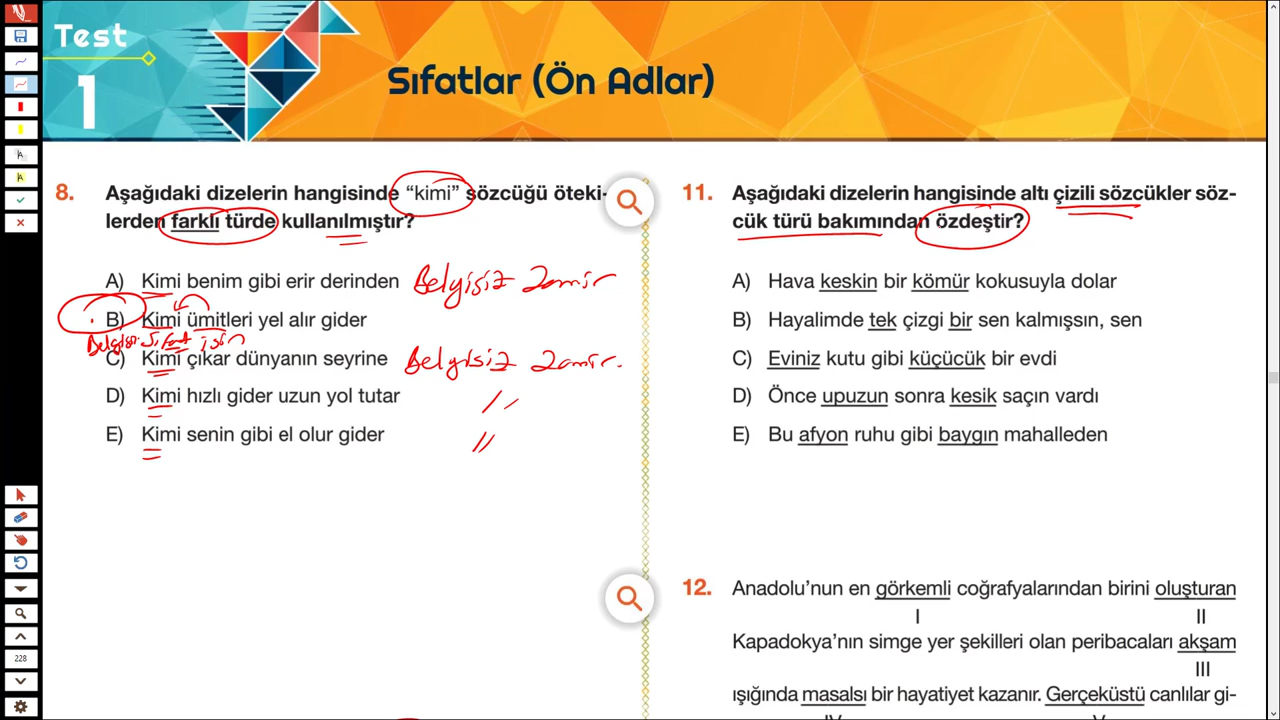 Test
1
Sıfatlar (Ön Adlar)
8. Aşağıdaki dizelerin hangisinde “kimi” sözcüğü öteki-
lerden farklı türde kullanılmıştır?
A) Kimi benim gibi erir derinden Belgisiz zamir
B) Kimi ümitleri yel alır gider
Belgisiz sıfat isim
C) Kimi çıkar dünyanın seyrine Belgisiz zamir.
D) Kimi hızlı gider uzun yol tutar //
E) Kimi senin gibi el olur gider //
11. Aşağıdaki dizelerin hangisinde altı çizili sözcükler söz-
cük türü bakımından özdeştir?
A) Hava keskin bir kömür kokusuyla dolar
B) Hayalimde tek çizgi bir sen kalmışsın, sen
C) Eviniz kutu gibi küçücük bir evdi
D) Önce upuzun sonra kesik saçın vardı
E) Bu afyon ruhu gibi baygın mahalleden
12. Anadolu’nun en görkemli coğrafyalarından birini oluşturan
I II
Kapadokya’nın simge yer şekilleri olan peribacaları akşam
III
ışığında masalsı bir hayatiyet kazanır. Gerçeküstü canlılar gi-
IV V
228